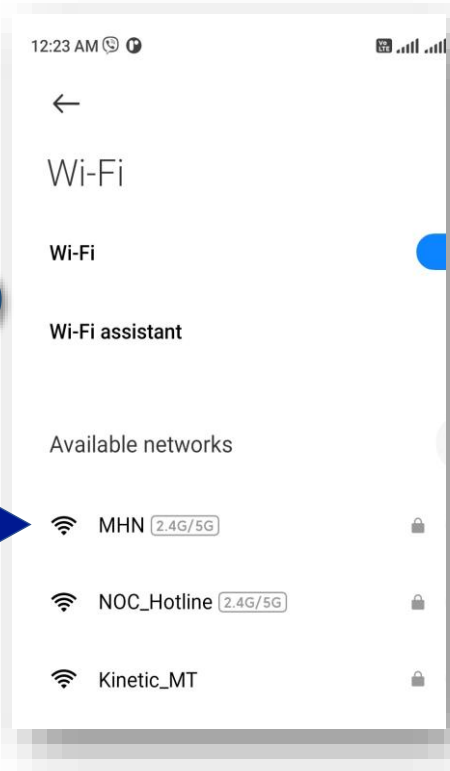 12:23 AM
Wi-Fi
Wi-Fi
Wi-Fi assistant
Available networks
MHN 2.4G/5G
NOC_Hotline 2.4G/5G
Kinetic_MT